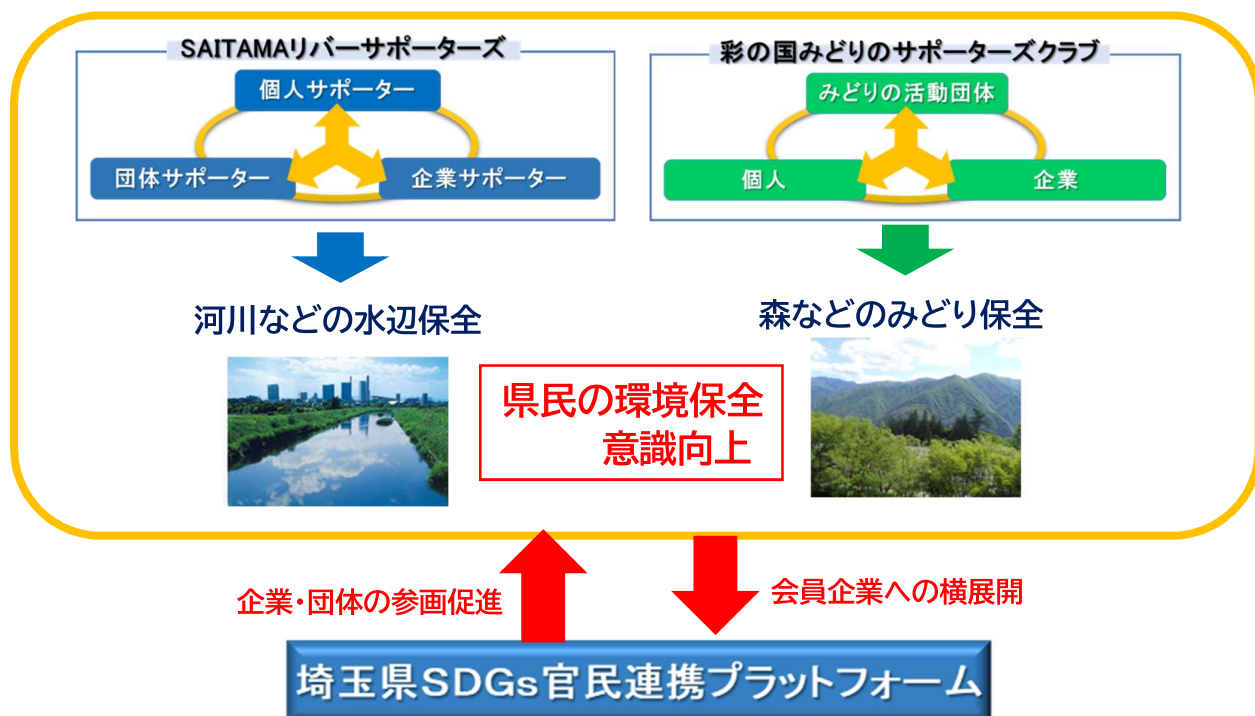 SAITAMAリバーサポーターズ
個人サポーター
団体サポーター
企業サポーター
彩の国みどりのサポーターズクラブ
みどりの活動団体
個人
企業
河川などの水辺保全
森などのみどり保全
県民の環境保全
意識向上
企業・団体の参画促進
会員企業への横展開
埼玉県SDGs官民連携プラットフォーム